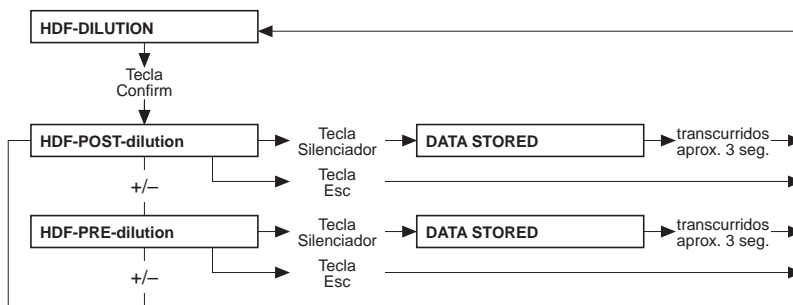 HDF-DILUTION
Tecla
Confirm
HDF-POST-dilution
Tecla
Silenciador
DATA STORED
transcurridos
aprox. 3 seg.
+/–
Tecla
Esc
HDF-PRE-dilution
Tecla
Silenciador
DATA STORED
transcurridos
aprox. 3 seg.
+/–
Tecla
Esc